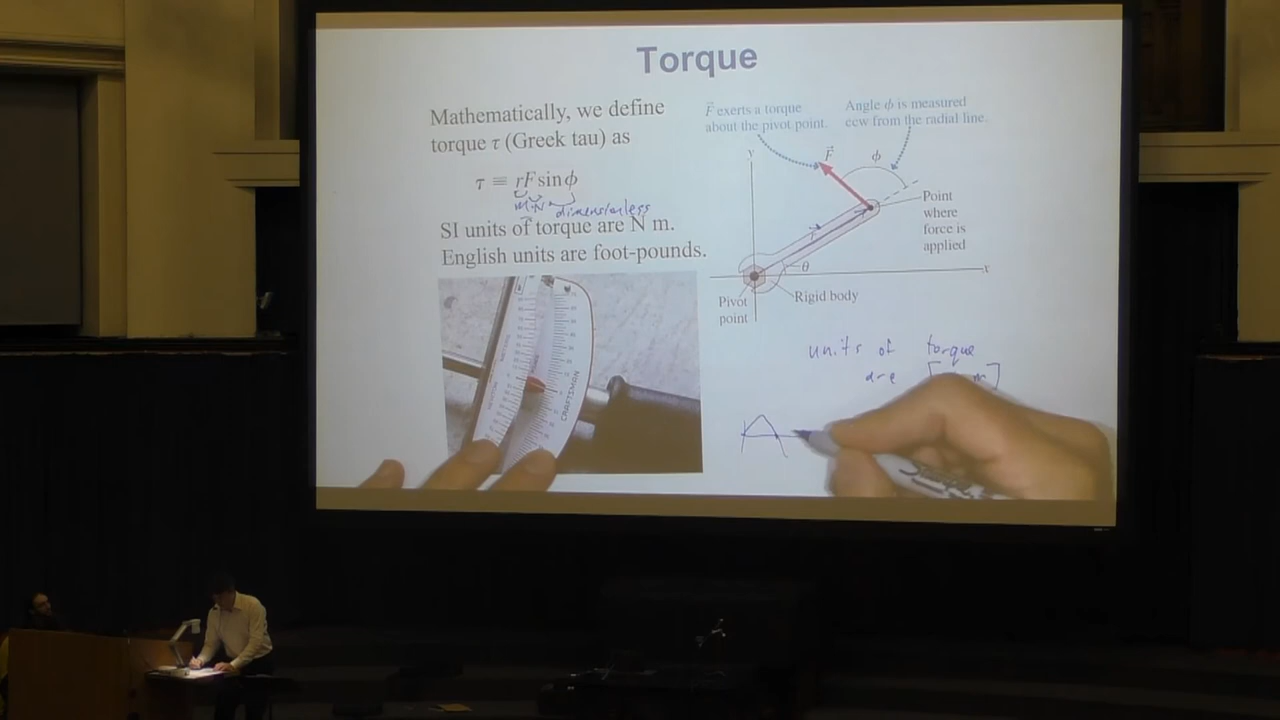 Torque
Mathematically, we define
torque τ (Greek tau) as
τ ≡ rF sin ϕ
m N dimensionless
SI units of torque are N m.
English units are foot-pounds.
F⃗ exerts a torque
about the pivot point.
Angle ϕ is measured
ccw from the radial line.
y
F⃗
ϕ
Point
where
force is
applied
r
θ
x
Pivot
point
Rigid body
CRAFTSMAN
units of torque
are [ m]
A